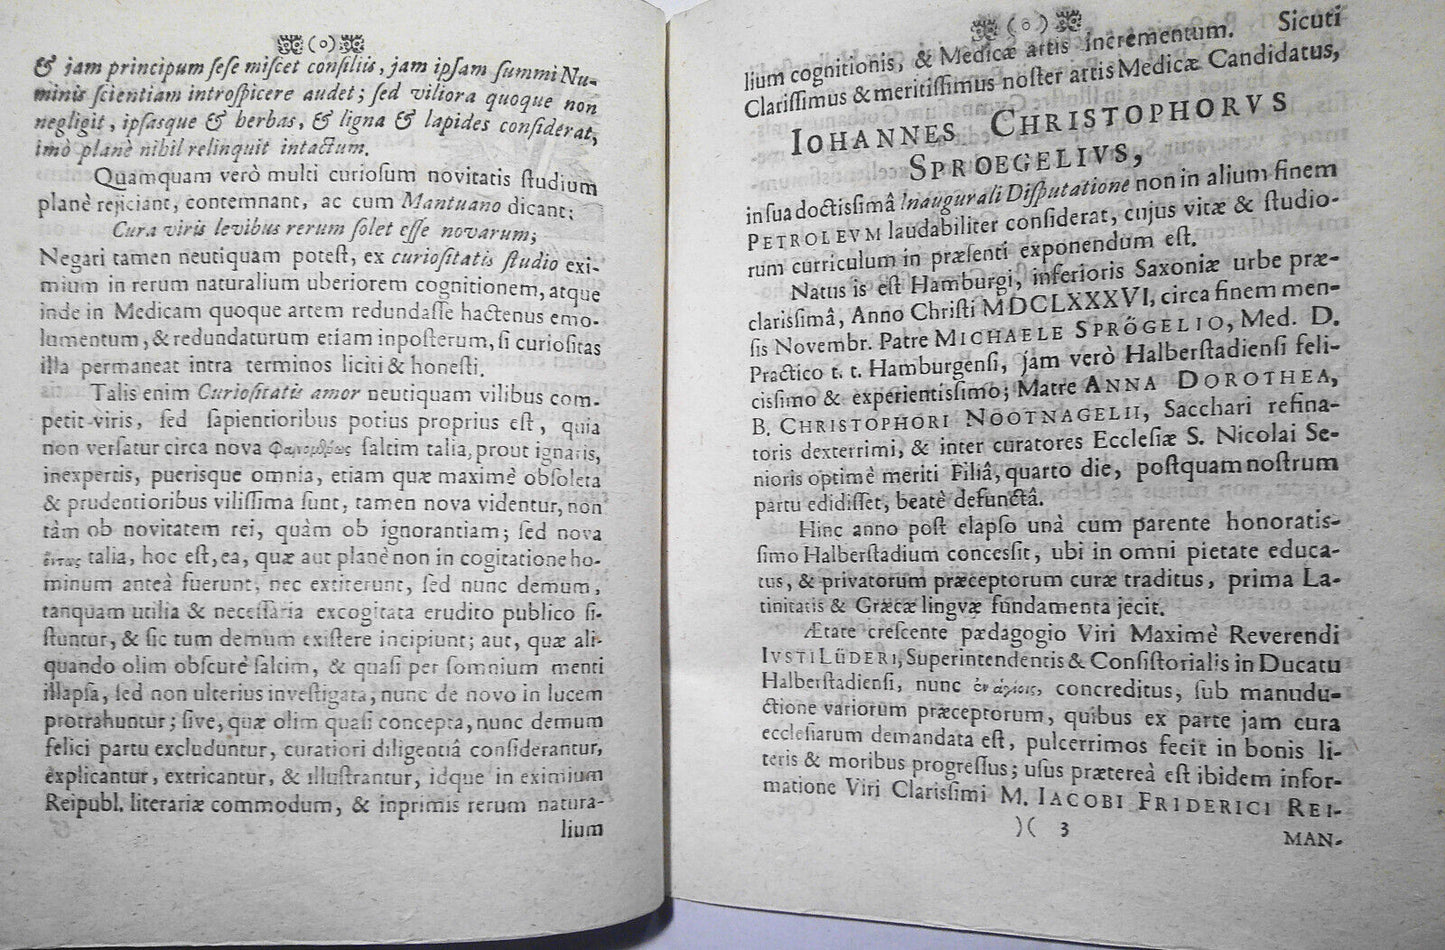 (o)
& jam principum ſeſe miſcet conſiliis, jam ipſam ſummi Nu-
minis ſcientiam introſpicere audet; ſed viliora quoque non
negligit, ipſasque & herbas, & ligna & lapides conſiderat,
imò planè nibil relinquit intactum.
Quamquam verò multi curioſum novitatis ſtudium
planè rejiciant, contemnant, ac cum Mantuano dicant:
Cura viris levibus rerum ſolet eſſe novarum;
Negari tamen neutiquam poteſt, ex curioſitatis ſtudio exi-
mium in rerum naturalium uberiorem cognitionem, atque
inde in Medicam quoque artem redundaſſe hactenus emo-
lumentum, & redundaturum etiam inpoſterum, ſi curioſitas
illa permaneat intra terminos liciti & honeſti.
Talis enim Curioſitatis amor neutiquam vilibus com-
petit viris, ſed ſapientioribus potius proprius eſt, quia
non verſatur circa nova ſaltim talia, prout ignaris,
inexpertis, puerisque omnia, etiam quæ maximè obſoleta
& prudentioribus viliſſima ſunt, tamen nova videntur, non
tàm ob novitatem rei, quàm ob ignorantiam; ſed nova
ὄντως talia, hoc eſt, ea, quæ aut planè non in cogitatione ho-
minum anteà fuerunt, nec extiterunt, ſed nunc demum,
tanquam utilia & neceſſaria excogitata erudito publico ſi-
ſtuntur, & ſic tum demum exiſtere incipiunt; aut, quæ ali-
quando olim obſcurè ſaltim, & quaſi per ſomnium menti
illapſa, ſed non ulterius inveſtigata, nunc de novo in lucem
protrahuntur; ſive, quæ olim quaſi concepta, nunc demum
felici partu excluduntur, curatiori diligentiâ conſiderantur,
explicantur, extricantur, & illuſtrantur, idque in eximium
Reipubl. literariæ commodum, & inprimis rerum natura-
lium
(o)
lium cognitionis, & Medicæ artis incrementum. Sicuti
Clariſſimus & meritiſſimus noſter artis Medicæ Candidatus,
IOHANNES CHRISTOPHORVS
SPROEGELIVS,
in ſua doctiſſimâ Inaugurali Diſputatione non in alium finem
PETROLEVM laudabiliter conſiderat, cujus vitæ & ſtudio-
rum curriculum in præſenti exponendum eſt.
Natus is eſt Hamburgi, inferioris Saxoniæ urbe præ-
clariſſimâ, Anno Chriſti MDCLXXXVI, circa finem men-
ſis Novembr. Patre MICHAELE SPRÖGELIO, Med. D.
Practico t. t. Hamburgenſi, jam verò Halberſtadienſi feli-
ciſſimo & experientiſſimo; Matre ANNA DOROTHEA,
B. CHRISTOPHORI NOOTNAGELII, Sacchari refina-
toris dexterrimi, & inter curatores Eccleſiæ S. Nicolai Se-
nioris optimè meriti Filiâ, quarto die, poſtquam noſtrum
partu edidiſſet, beatè defunctâ.
Hinc anno poſt elapſo unà cum parente honoratis-
ſimo Halberſtadium conceſſit, ubi in omni pietate educa-
tus, & privatorum præceptorum curæ traditus, prima La-
tinitatis & Græcæ lingvæ fundamenta jecit.
Ætate creſcente pædagogio Viri Maximè Reverendi
IVSTI LÜDERI, Superintendentis & Conſiſtorialis in Ducatu
Halberſtadienſi, nunc ἐν ἁγίοις, concreditus, ſub manudu-
ctione variorum præceptorum, quibus ex parte jam cura
eccleſiarum demandata eſt, pulcerrimos fecit in bonis li-
teris & moribus progreſſus; uſus prætereà eſt ibidem infor-
matione Viri Clariſſimi M. IACOBI FRIDERICI REI-
)( 3
MAN-